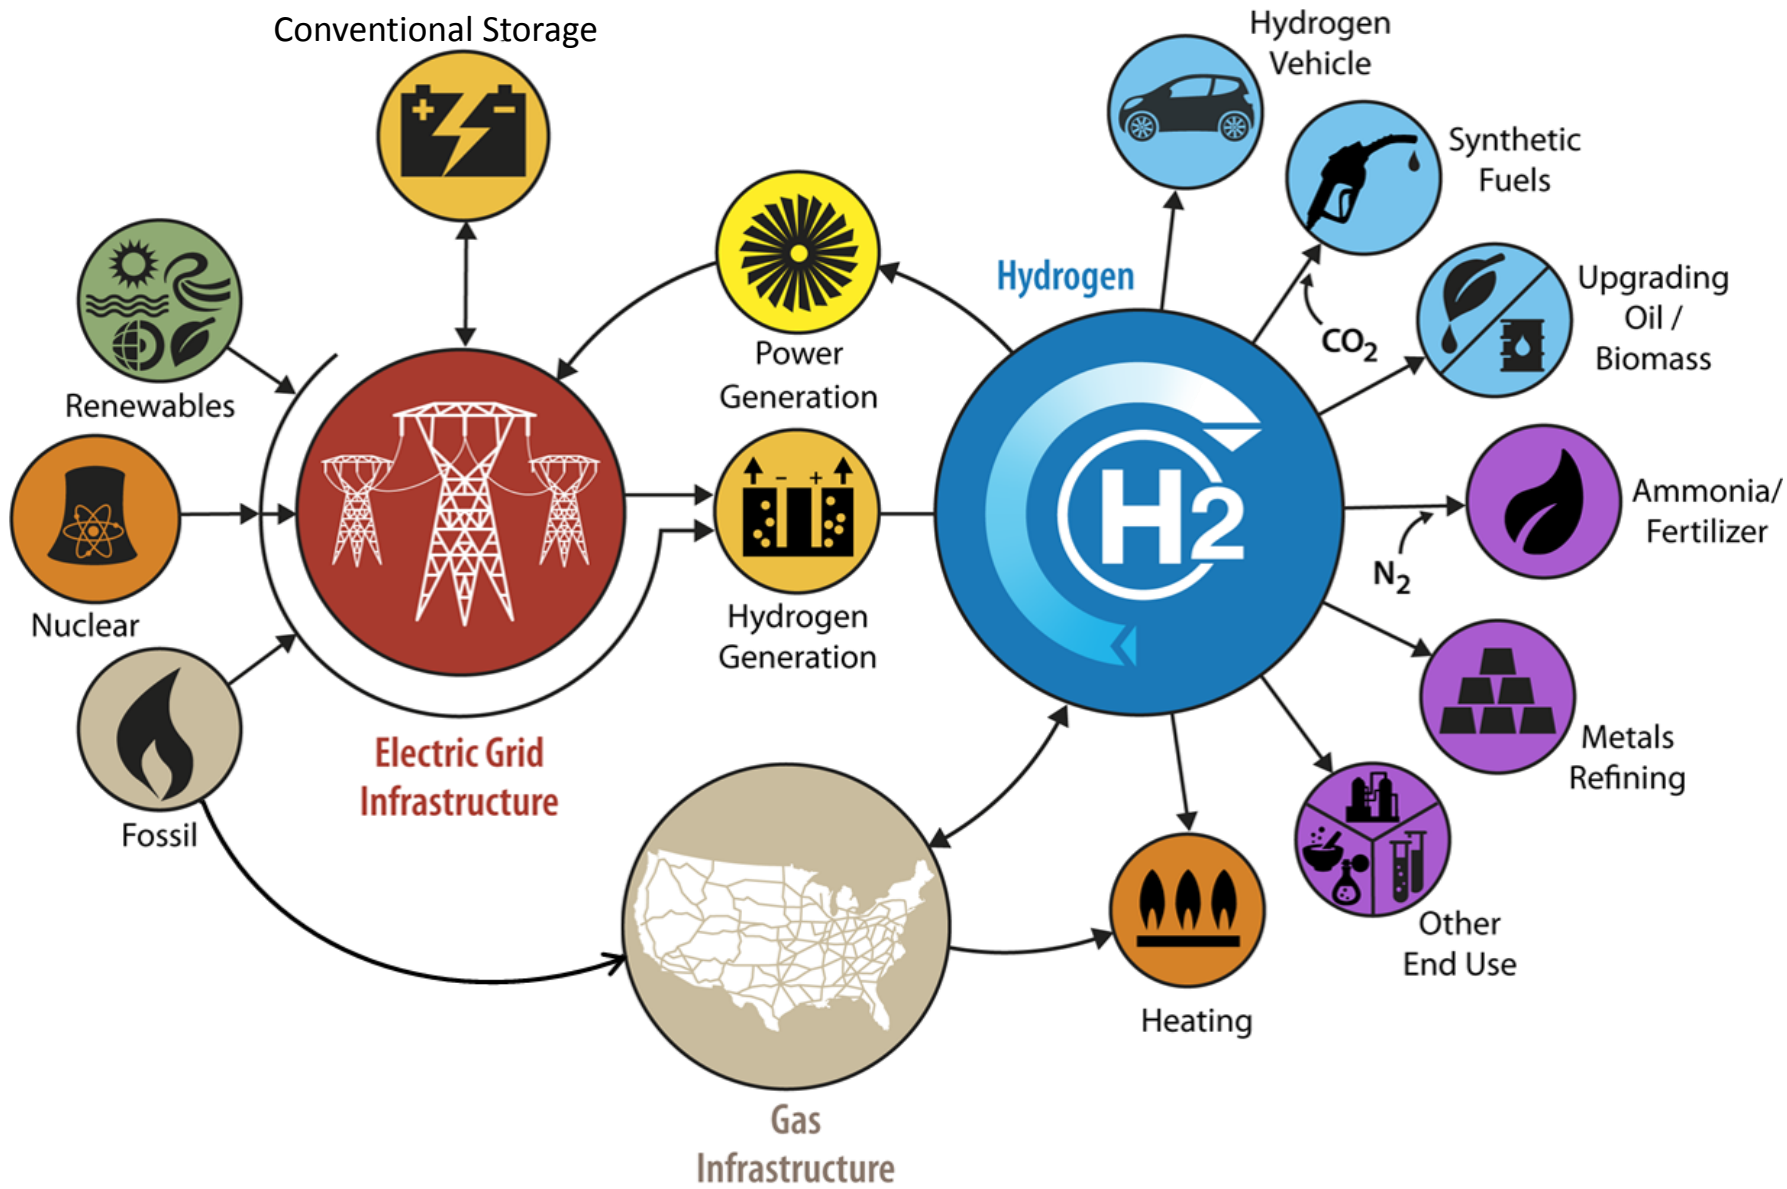 Conventional Storage
+
-
Hydrogen
Vehicle
Synthetic
Fuels
CO2
Upgrading
Oil /
Biomass
Hydrogen
Renewables
Power
Generation
Nuclear
- +
Hydrogen
Generation
H2
Ammonia/
Fertilizer
N2
Fossil
Electric Grid
Infrastructure
Metals
Refining
Other
End Use
Heating
Gas
Infrastructure